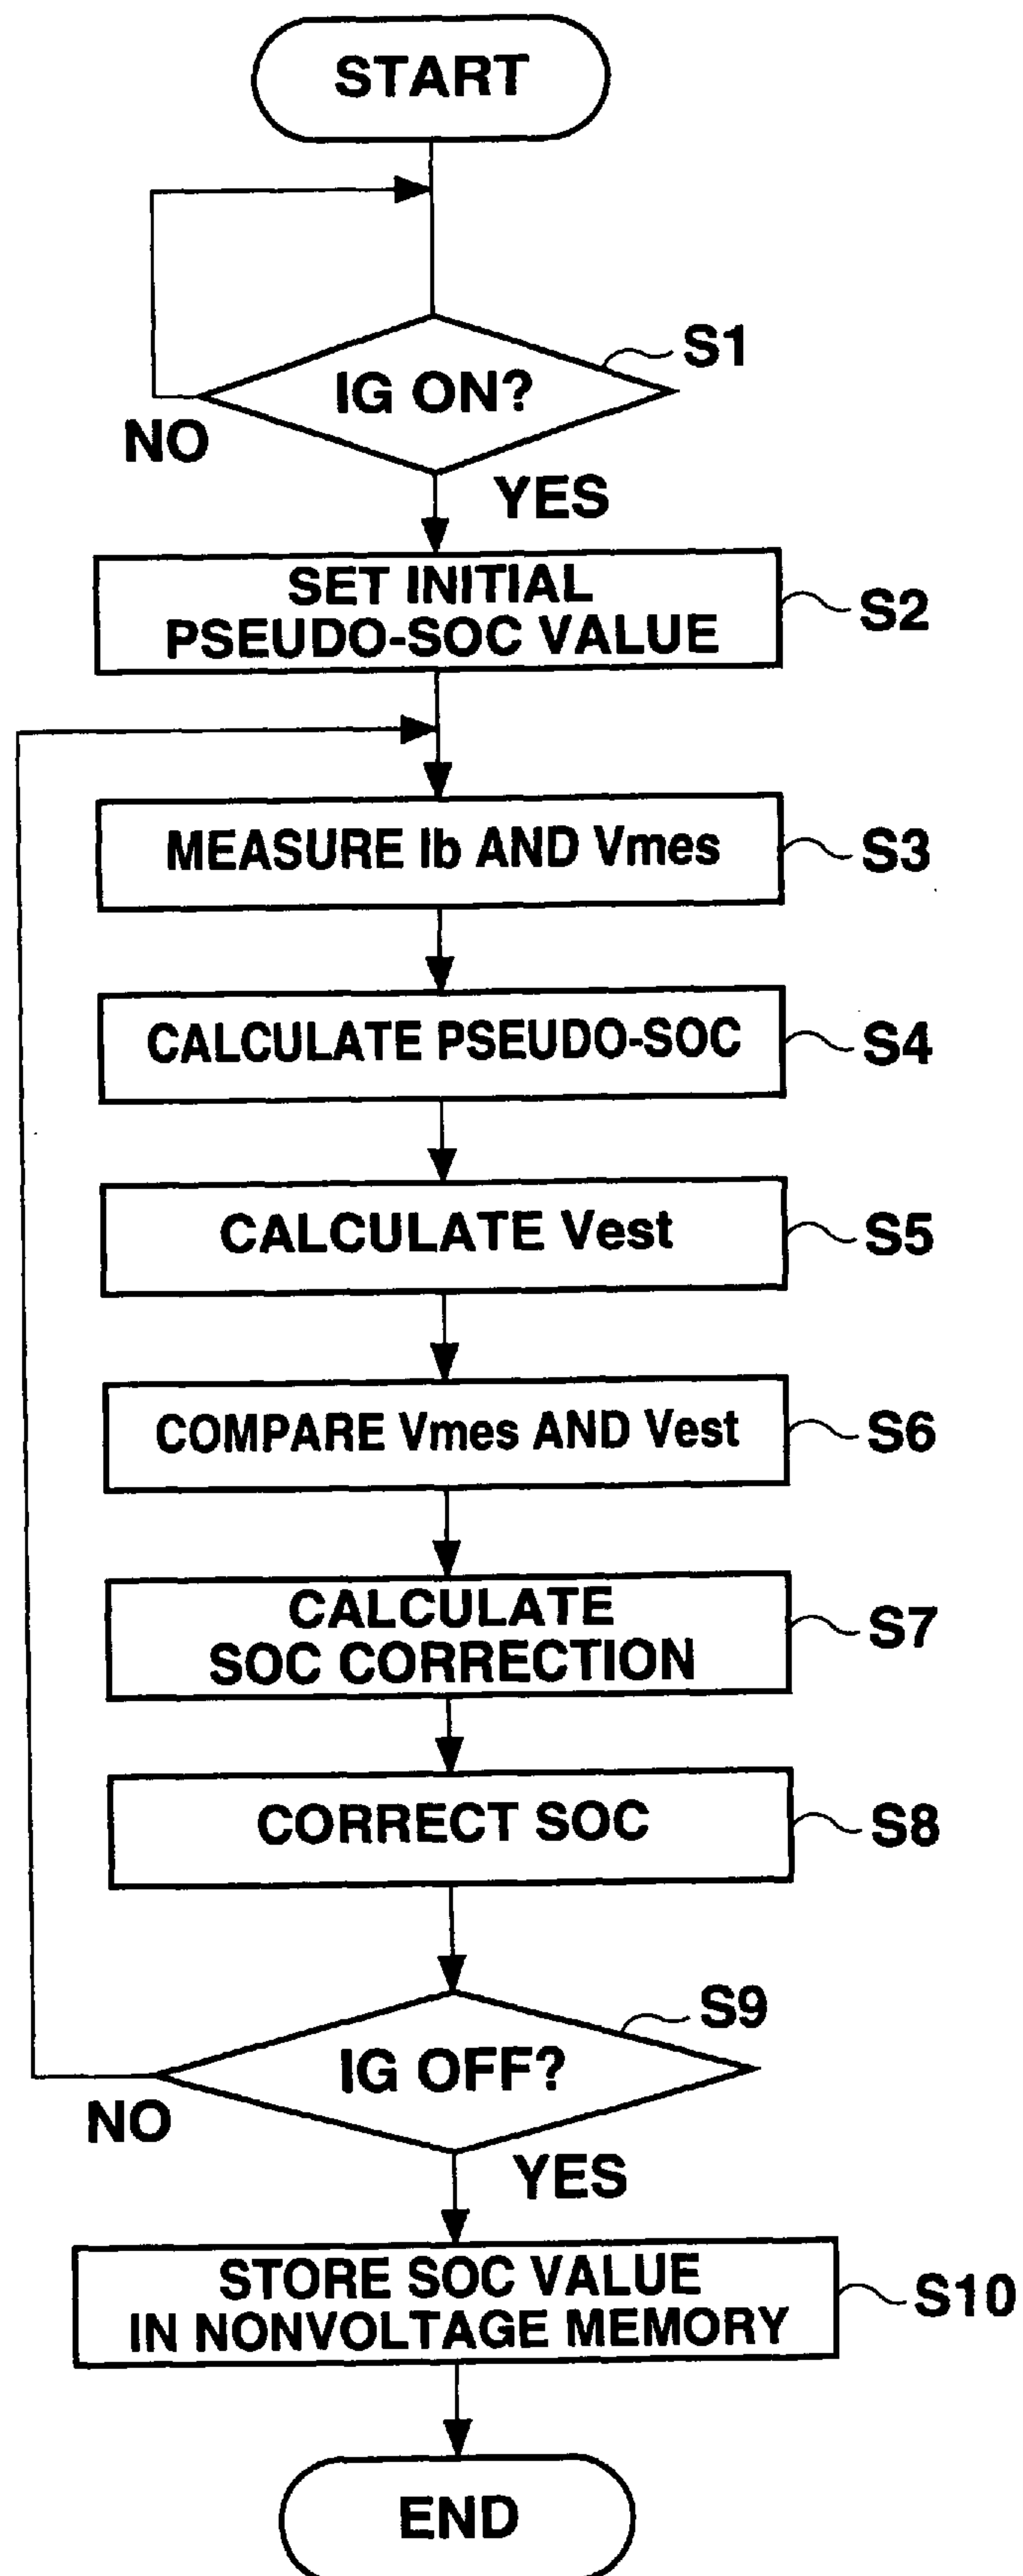 START
IG ON?
S1
NO
YES
SET INITIAL
PSEUDO-SOC VALUE
S2
MEASURE Ib AND Vmes
S3
CALCULATE PSEUDO-SOC
S4
CALCULATE Vest
S5
COMPARE Vmes AND Vest
S6
CALCULATE
SOC CORRECTION
S7
CORRECT SOC
S8
S9
IG OFF?
NO
YES
STORE SOC VALUE
IN NONVOLTAGE MEMORY
S10
END